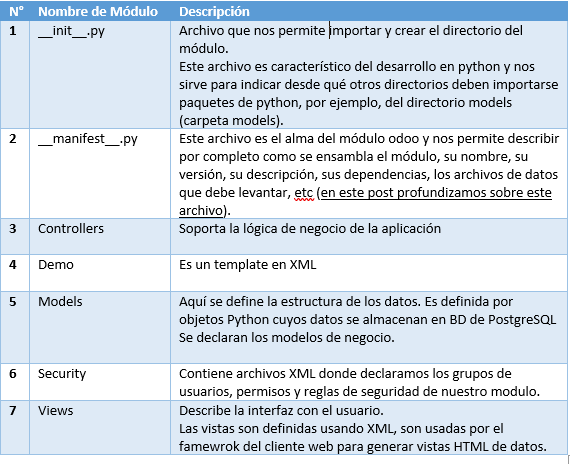 N° Nombre de Módulo Descripción
1 __init__.py Archivo que nos permite importar y crear el directorio del
módulo.
Este archivo es característico del desarrollo en python y nos
sirve para indicar desde qué otros directorios deben importarse
paquetes de python, por ejemplo, del directorio models
(carpeta models).
2 __manifest__.py Este archivo es el alma del módulo odoo y nos permite describir
por completo como se ensambla el módulo, su nombre, su
versión, su descripción, sus dependencias, los archivos de datos
que debe levantar, etc (en este post profundizamos sobre este
archivo).
3 Controllers Soporta la lógica de negocio de la aplicación
4 Demo Es un template en XML
5 Models Aquí se define la estructura de los datos. Es definida por
objetos Python cuyos datos se almacenan en BD de PostgreSQL
Se declaran los modelos de negocio.
6 Security Contiene archivos XML donde declaramos los grupos de
usuarios, permisos y reglas de seguridad de nuestro modulo.
7 Views Describe la interfaz con el usuario.
Las vistas son definidas usando XML, son usadas por el
famewrok del cliente web para generar vistas HTML de datos.